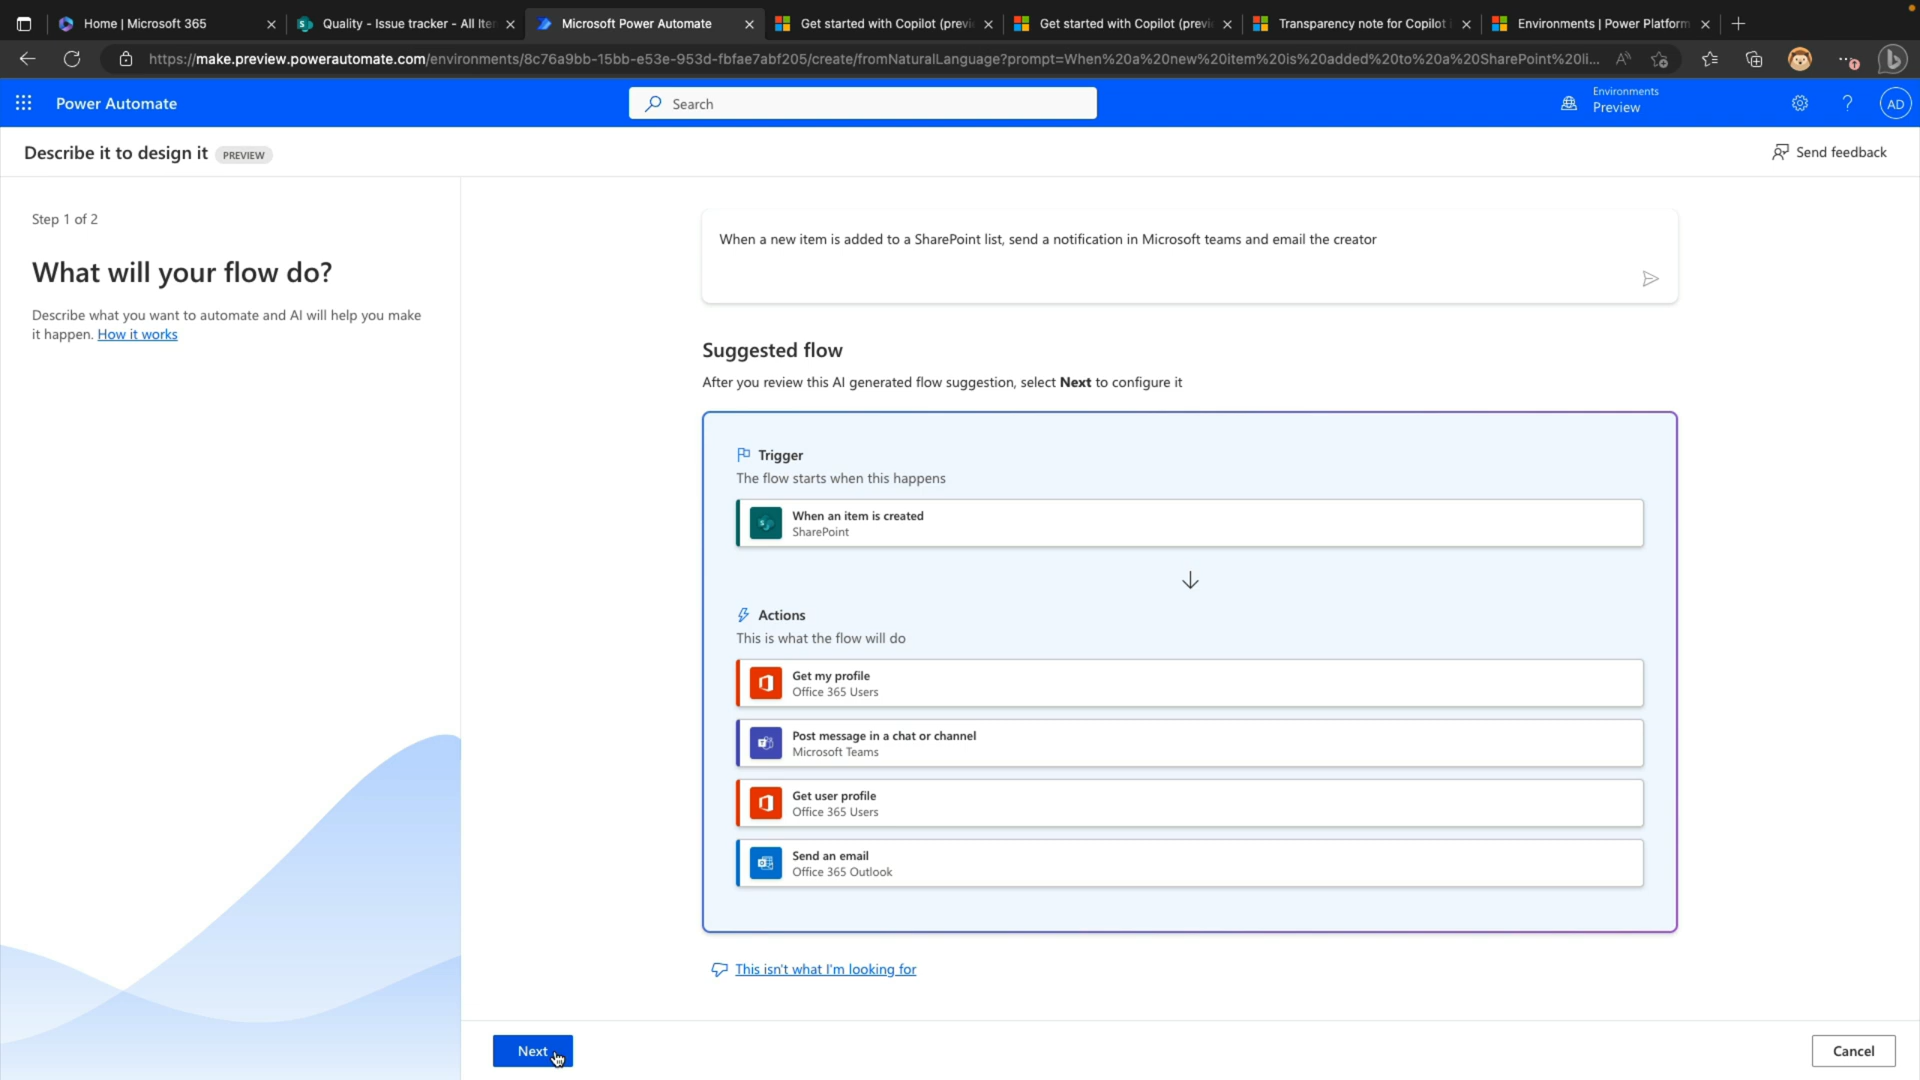 Home | Microsoft 365
Quality - Issue tracker - All Iter
Microsoft Power Automate
Get started with Copilot (previ
Get started with Copilot (previ
Transparency note for Copilot
Environments | Power Platform
https://make.preview.powerautomate.com/environments/8c76a9bb-15bb-e53e-953d-fbfae7abf205/create/fromNaturalLanguage?prompt=When%20a%20new%20item%20is%20added%20to%20a%20SharePoint%20li...
Power Automate
Search
Environments
Preview
?
AD
Describe it to design it
PREVIEW
Send feedback
Step 1 of 2
What will your flow do?
Describe what you want to automate and AI will help you make
it happen. How it works
When a new item is added to a SharePoint list, send a notification in Microsoft teams and email the creator
Suggested flow
After you review this AI generated flow suggestion, select Next to configure it
Trigger
The flow starts when this happens
When an item is created
SharePoint
Actions
This is what the flow will do
Get my profile
Office 365 Users
Post message in a chat or channel
Microsoft Teams
Get user profile
Office 365 Users
Send an email
Office 365 Outlook
This isn't what I'm looking for
Next
Cancel